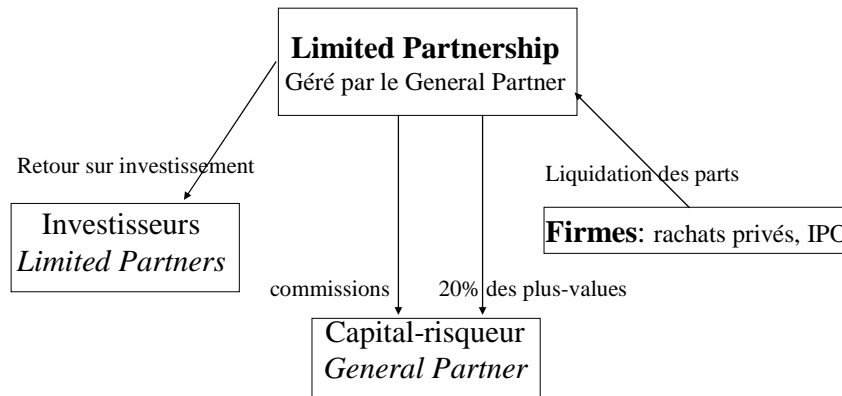 Limited Partnership
Géré par le General Partner
Retour sur investissement
Liquidation des parts
Investisseurs
Limited Partners
Firmes: rachats privés, IPO
commissions
20% des plus-values
Capital-risqueur
General Partner